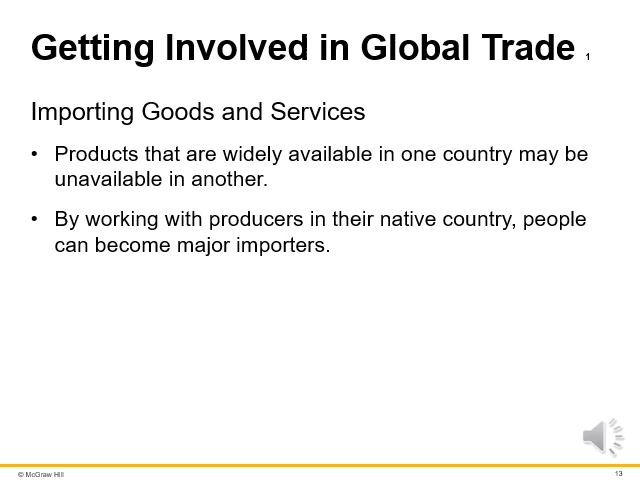 Getting Involved in Global Trade 1
Importing Goods and Services
• Products that are widely available in one country may be
unavailable in another.
• By working with producers in their native country, people
can become major importers.
© McGraw Hill
13